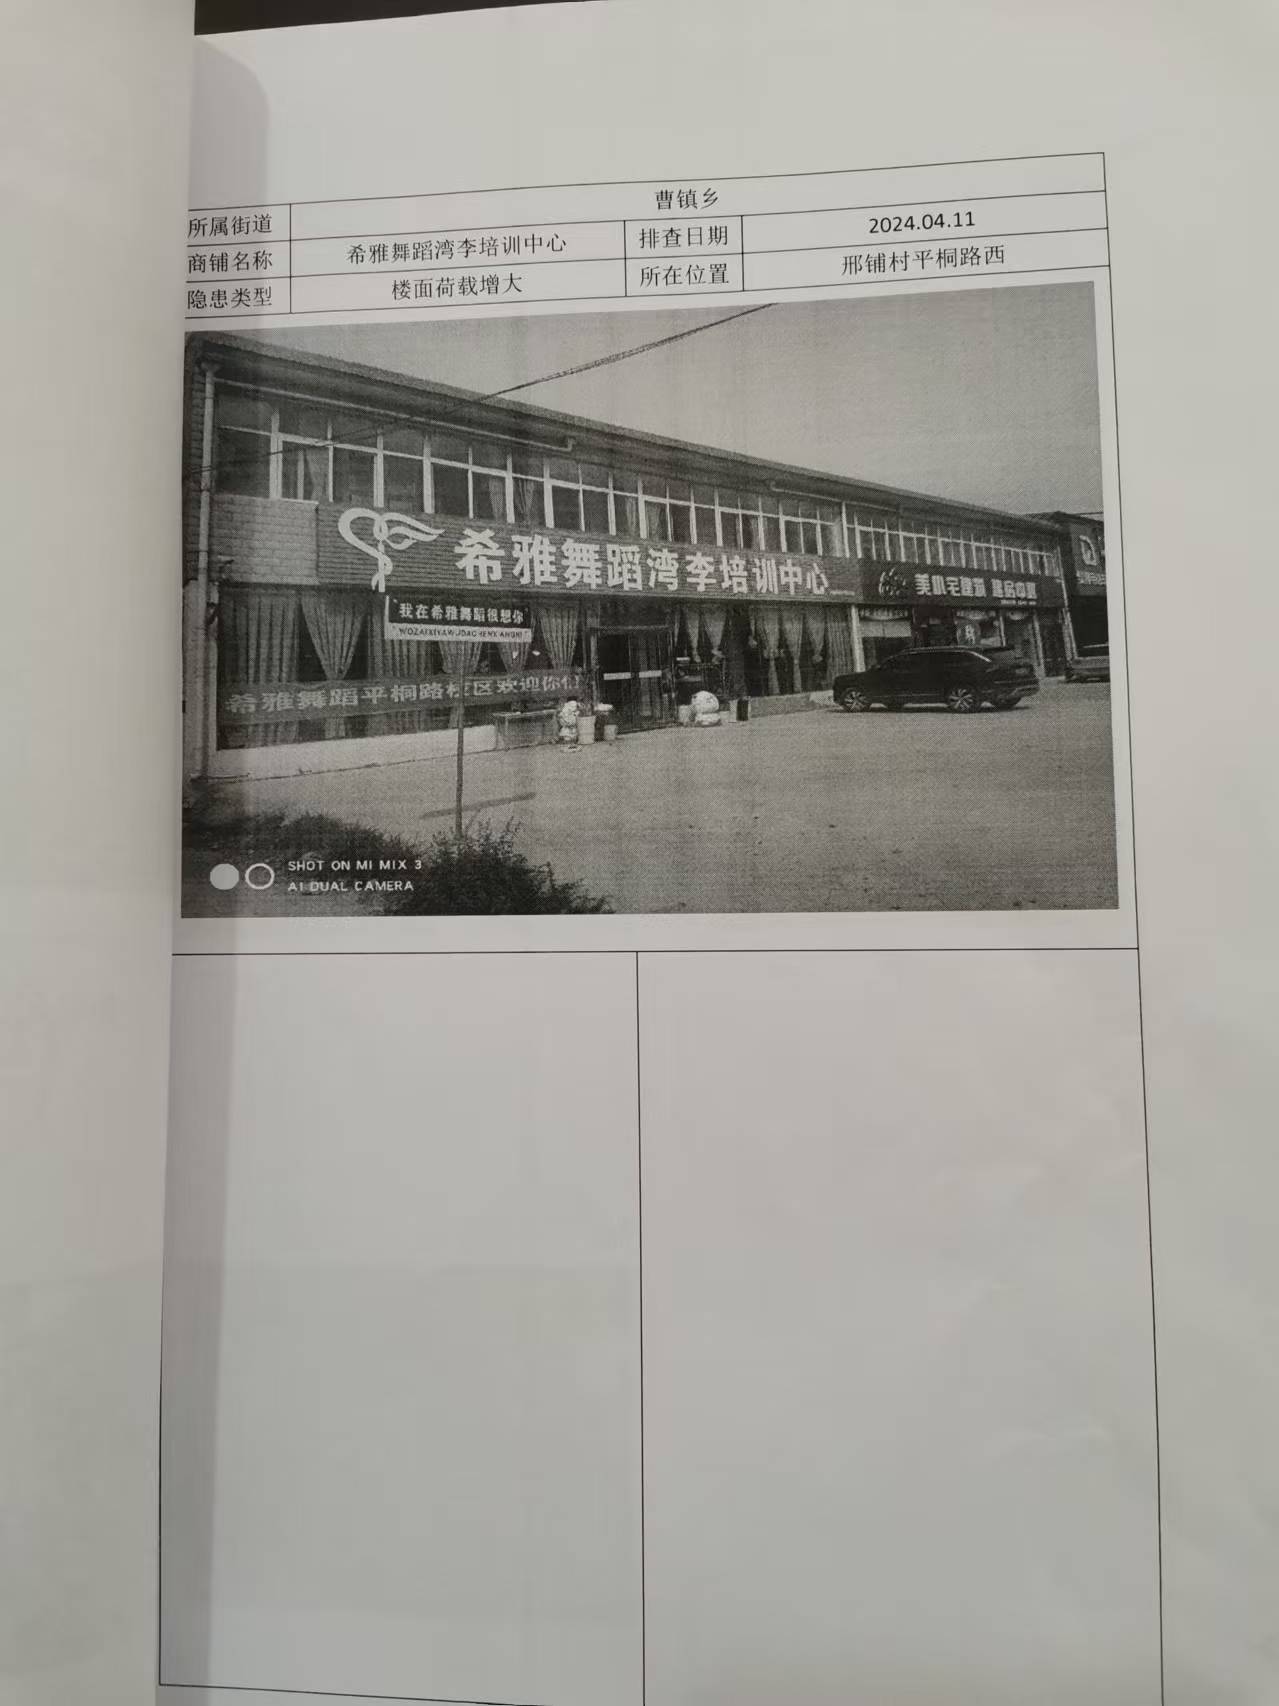 所属街道 曹镇乡
商铺名称 希雅舞蹈湾李培训中心 排查日期 2024.04.11
隐患类型 楼面荷载增大 所在位置 邢铺村平桐路西
希雅舞蹈湾李培训中心
我在希雅舞蹈很想你
希雅舞蹈平桐路校区欢迎你们
SHOT ON MI MIX 3
AI DUAL CAMERA